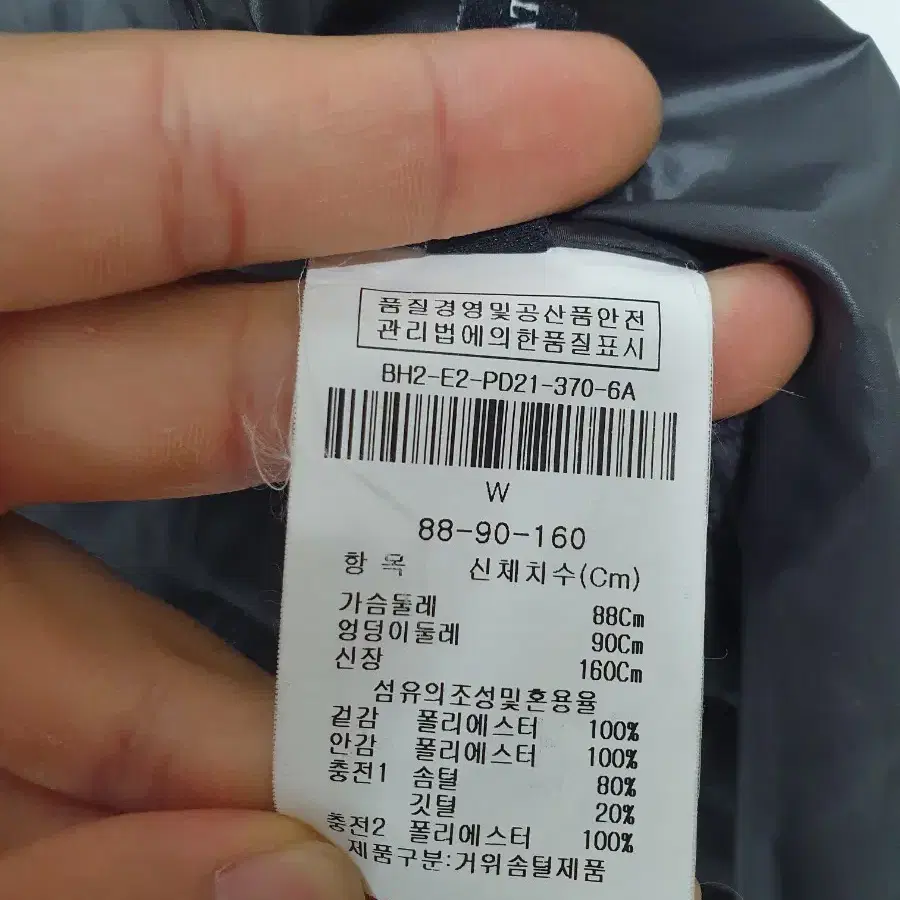 품질경영및공산품안전
관리법에의한품질표시
BH2-E2-PD21-370-6A
W
88-90-160
항 목 신체치수(Cm)
가슴둘레 88Cm
엉덩이둘레 90Cm
신장 160Cm
섬유의조성및혼용율
겉감 폴리에스터 100%
안감 폴리에스터 100%
충전1 솜털 80%
깃털 20%
충전2 폴리에스터 100%
제품구분:거위솜털제품